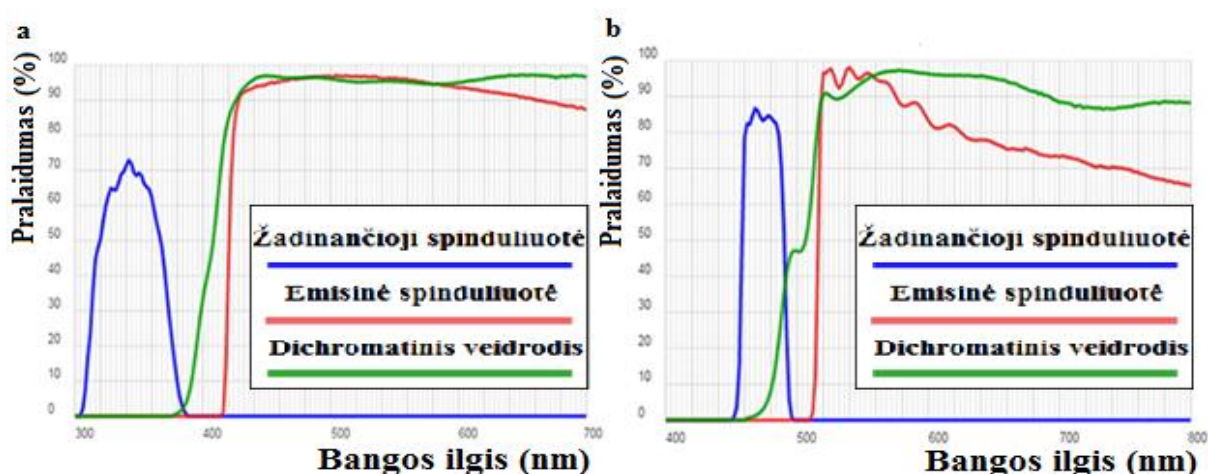 a
Pralaidumas (%)
100
90
80
70
60
50
40
30
20
10
0
300 400 500 600 700
Bangos ilgis (nm)
Žadinančioji spinduliuotė
Emisinė spinduliuotė
Dichromatinis veidrodis
b
Pralaidumas (%)
100
90
80
70
60
50
40
30
20
10
0
400 500 600 700 800
Bangos ilgis (nm)
Žadinančioji spinduliuotė
Emisinė spinduliuotė
Dichromatinis veidrodis